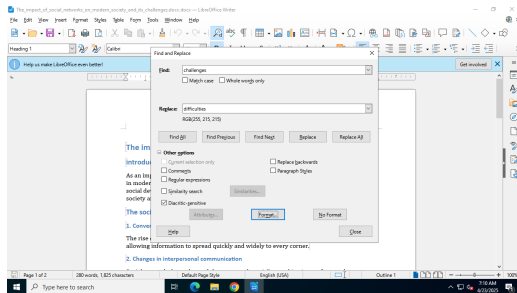 The_impact_of_social_networks_on_modern_society_and_its_challenges.docx.docx — LibreOffice Writer
File Edit View Insert Format Styles Table Form Tools Window Help
Heading 1 Calibri
Help us make LibreOffice even better! Get involved
Find and Replace
Find: challenges
Match case Whole words only
Replace: difficulties
RGB(255, 215, 215)
Find All Find Previous Find Next Replace Replace All
Other options
Current selection only Replace backwards
Comments Paragraph Styles
Regular expressions
Similarity search Similarities...
Diacritic-sensitive
Attributes... Format... No Format
Help Close
The im
introdu
As an im
in moder
social de
society a
The soci
1. Conve
The rise
allowing information to spread quickly and widely to every corner.
2. Changes in interpersonal communication
Page 1 of 2 280 words, 1,825 characters Default Page Style English (USA) Outline 1 100%
Type here to search
7:10 AM
4/23/2025